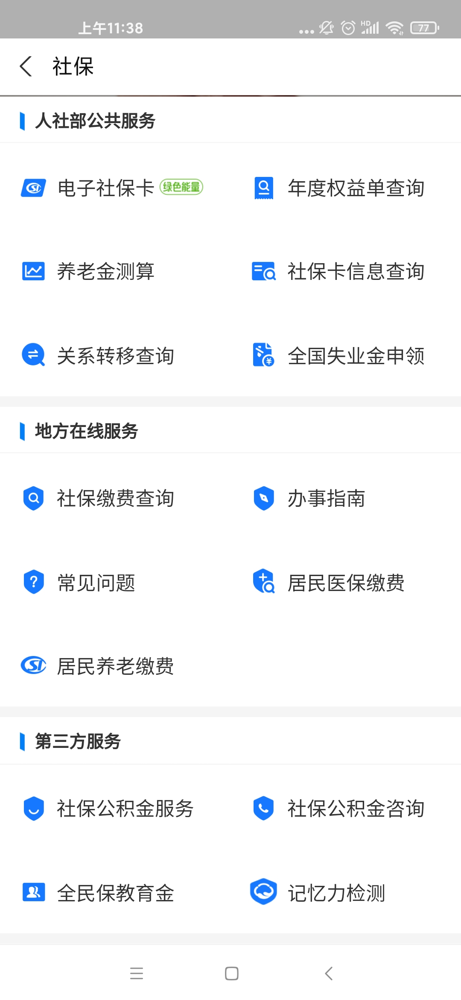 上午11:38
HD
77
社保
人社部公共服务
电子社保卡 绿色能量
年度权益单查询
养老金测算
社保卡信息查询
关系转移查询
全国失业金申领
地方在线服务
社保缴费查询
办事指南
常见问题
居民医保缴费
居民养老缴费
第三方服务
社保公积金服务
社保公积金咨询
全民保教育金
记忆力检测